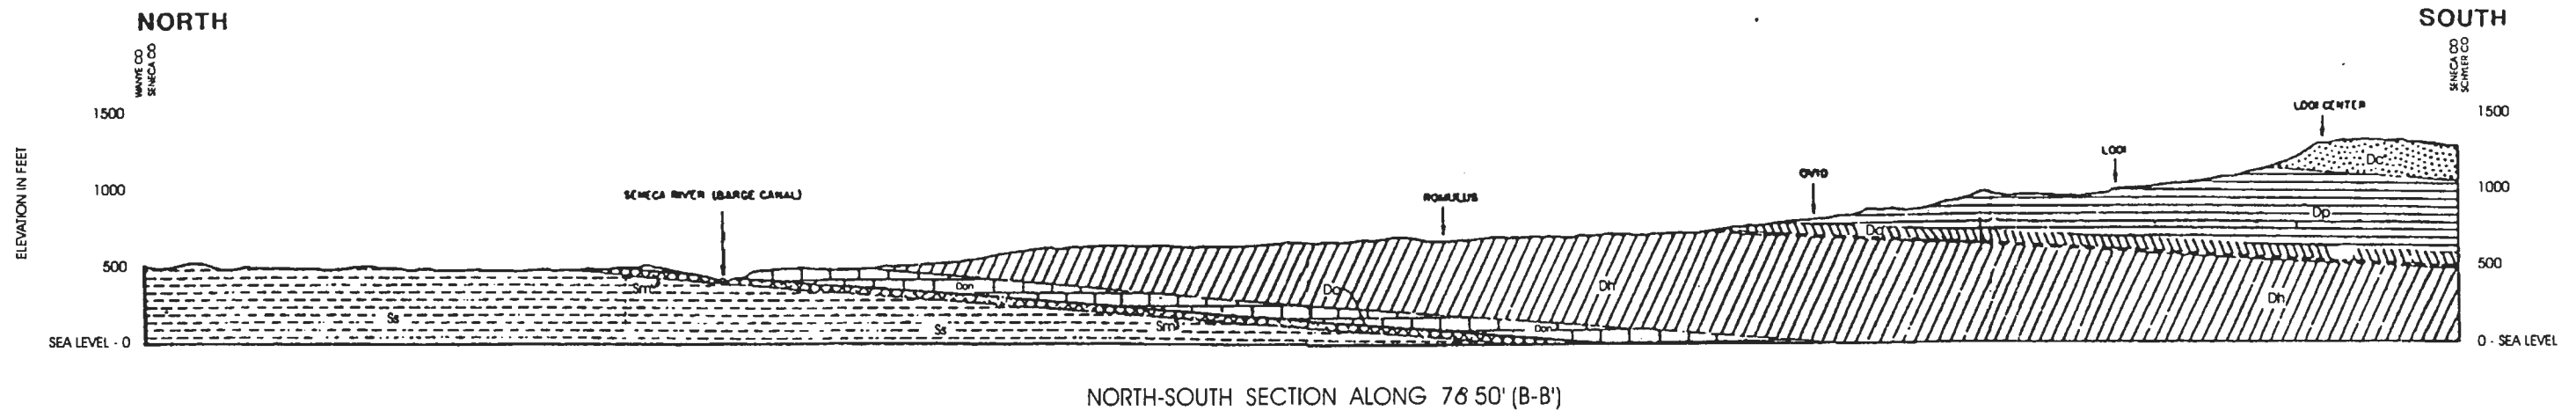 NORTH
SOUTH
WANYE CO
SENECA CO
SENECA CO
SCHYLER CO
1500
LODI CENTER
1500
ELEVATION IN FEET
Dc
LODI
OVID
1000
SENECA RIVER (BARGE CANAL)
ROMULUS
1000
Dp
Dg
500
500
Sm
Don
Do
Dh
Dh
Ss
Ss
Sm
Don
SEA LEVEL - 0
0 - SEA LEVEL
NORTH-SOUTH SECTION ALONG 76 50' (B-B')